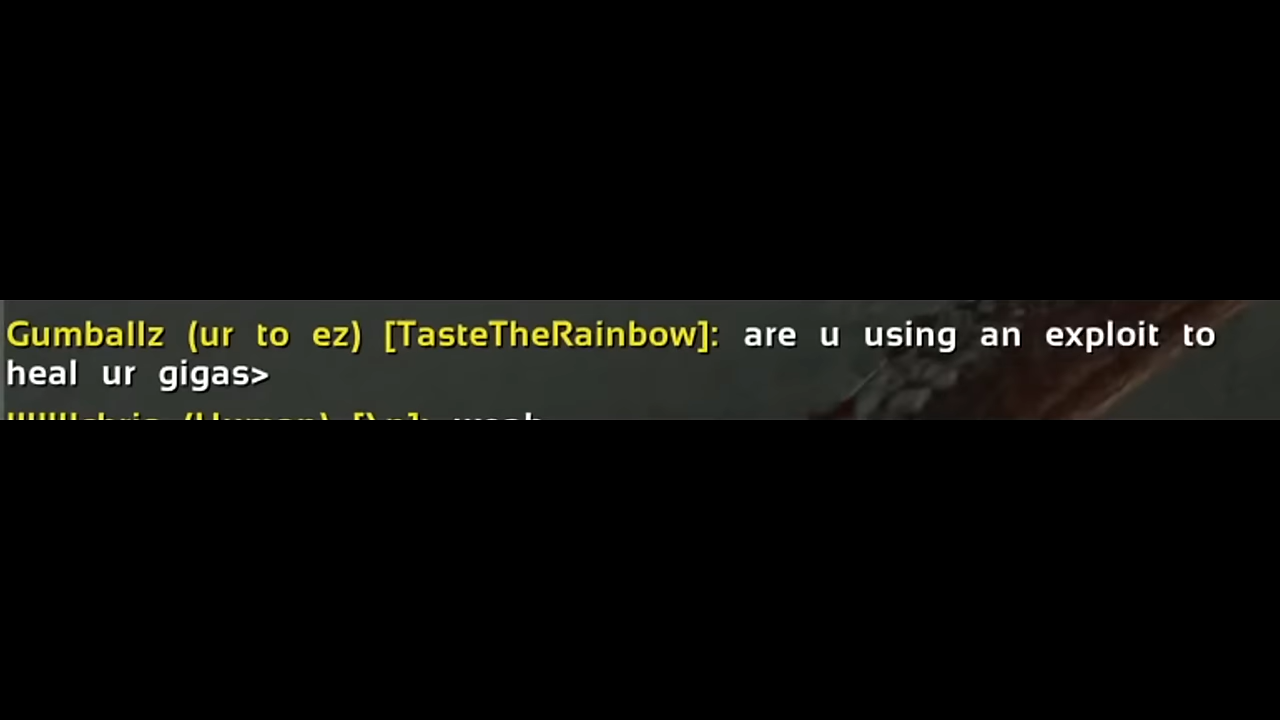 Gumballz (ur to ez) [TasteTheRainbow]: are u using an exploit to
heal ur gigas>